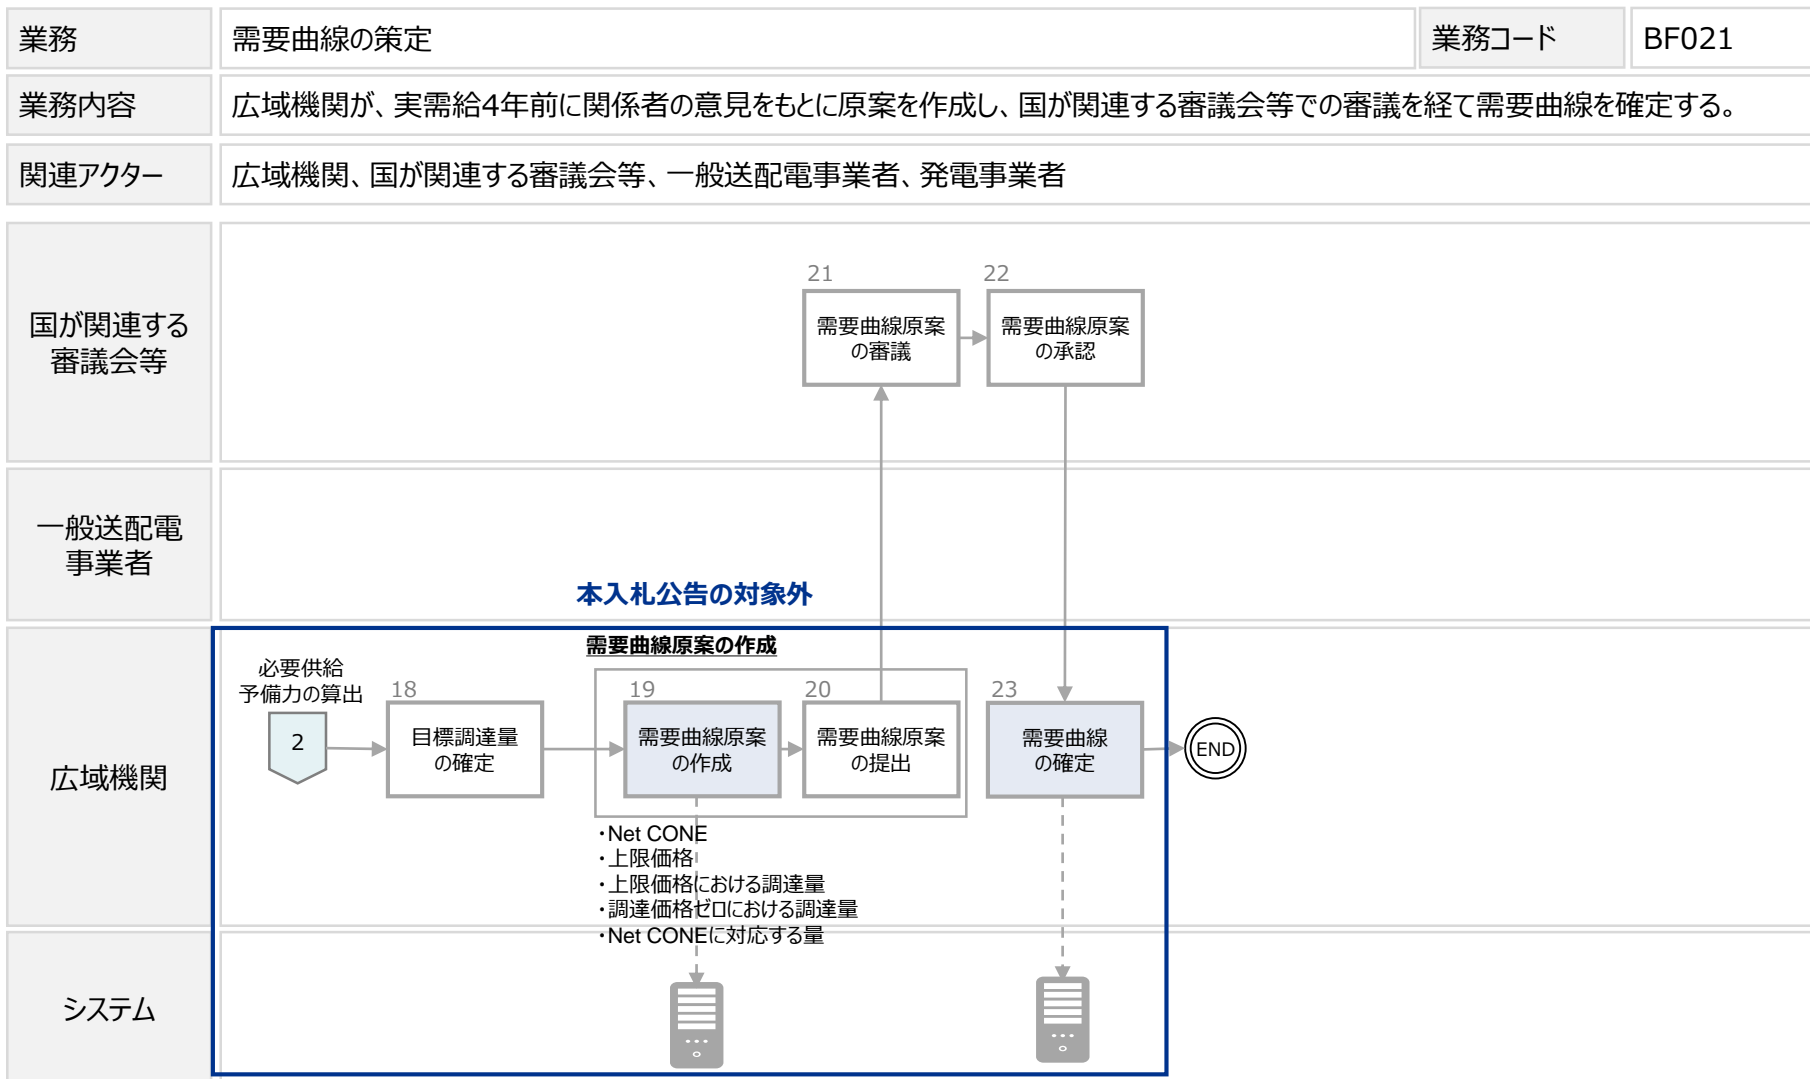 業務
需要曲線の策定
業務コード
BF021
業務内容
広域機関が、実需給4年前に関係者の意見をもとに原案を作成し、国が関連する審議会等での審議を経て需要曲線を確定する。
関連アクター
広域機関、国が関連する審議会等、一般送配電事業者、発電事業者
国が関連する
審議会等
21
需要曲線原案
の審議
22
需要曲線原案
の承認
一般送配電
事業者
本入札公告の対象外
広域機関
需要曲線原案の作成
必要供給
予備力の算出
2
18
目標調達量
の確定
19
需要曲線原案
の作成
20
需要曲線原案
の提出
23
需要曲線
の確定
END
・Net CONE
・上限価格
・上限価格における調達量
・調達価格ゼロにおける調達量
・Net CONEに対応する量
システム